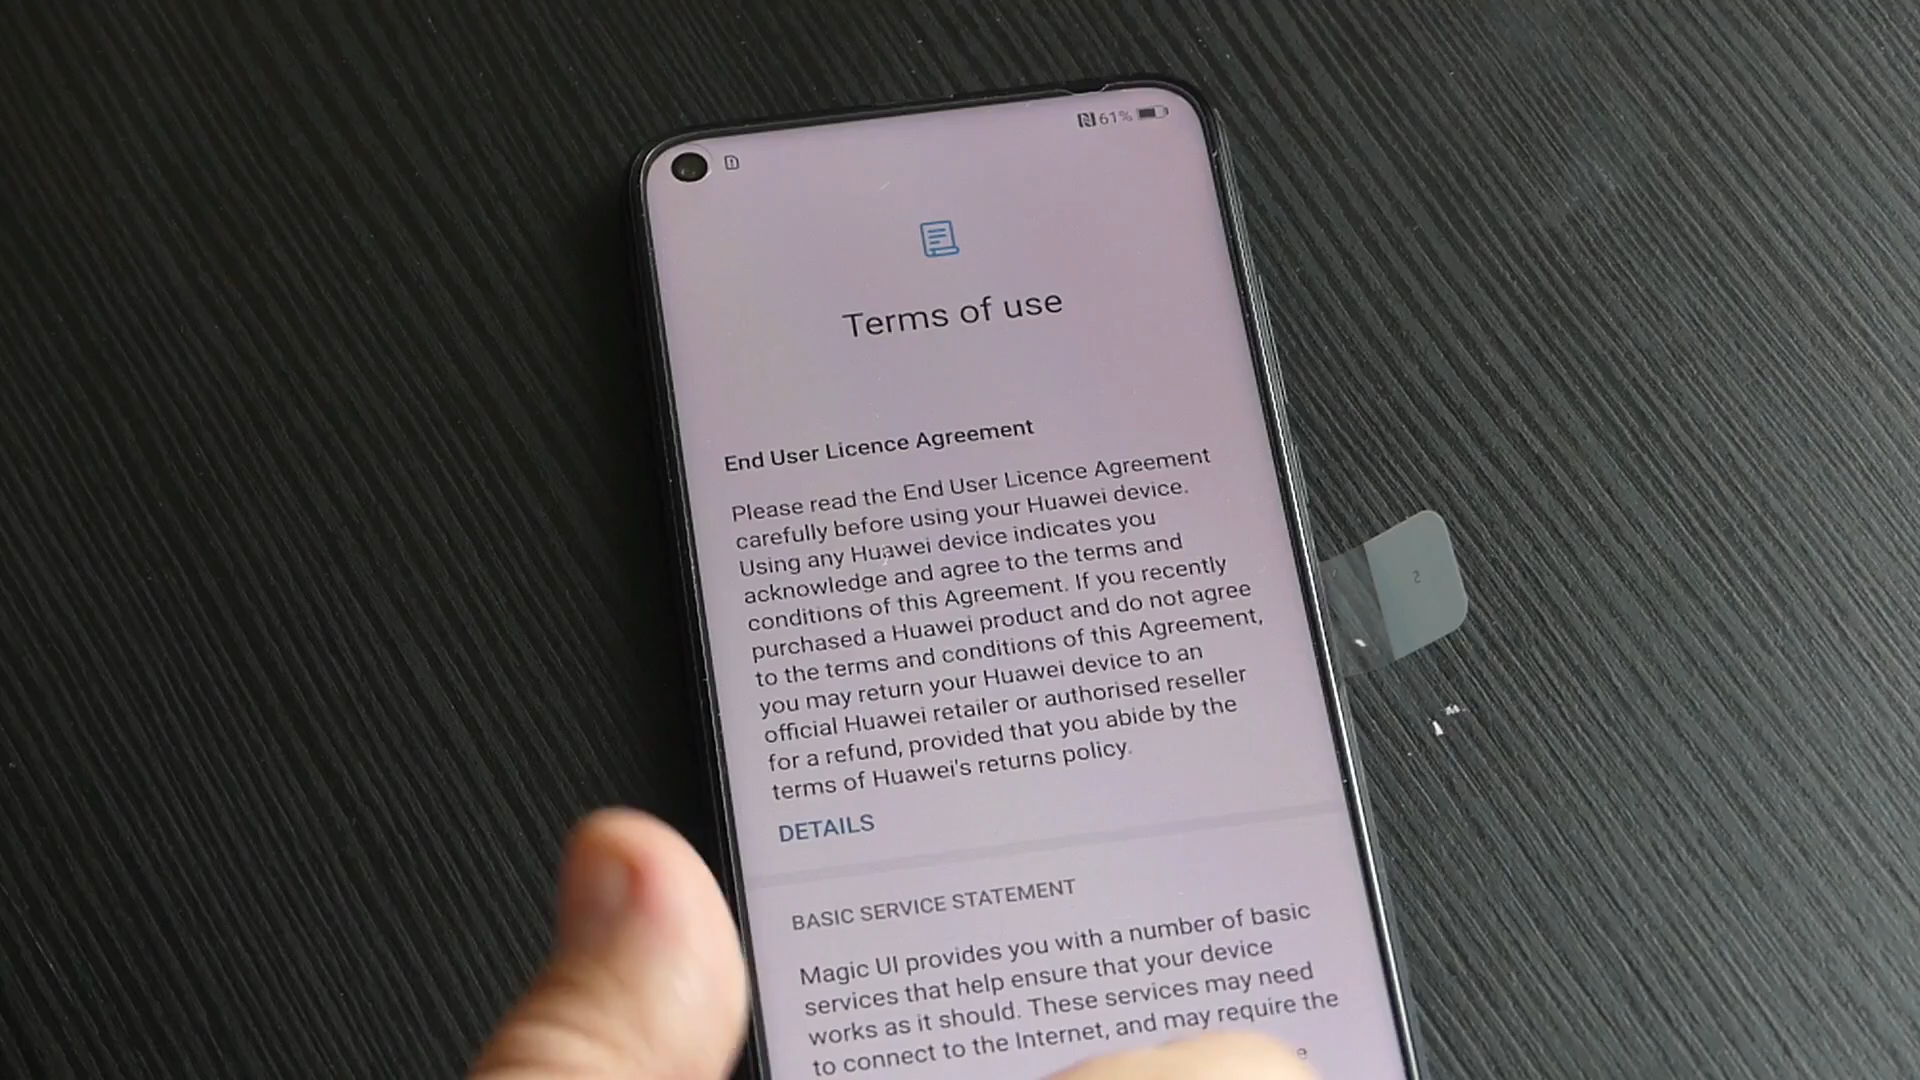 61%
Terms of use
End User Licence Agreement
Please read the End User Licence Agreement
carefully before using your Huawei device.
Using any Huawei device indicates you
acknowledge and agree to the terms and
conditions of this Agreement. If you recently
purchased a Huawei product and do not agree
to the terms and conditions of this Agreement,
you may return your Huawei device to an
official Huawei retailer or authorised reseller
for a refund, provided that you abide by the
terms of Huawei's returns policy.
DETAILS
BASIC SERVICE STATEMENT
Magic UI provides you with a number of basic
services that help ensure that your device
works as it should. These services may need
to connect to the Internet, and may require the